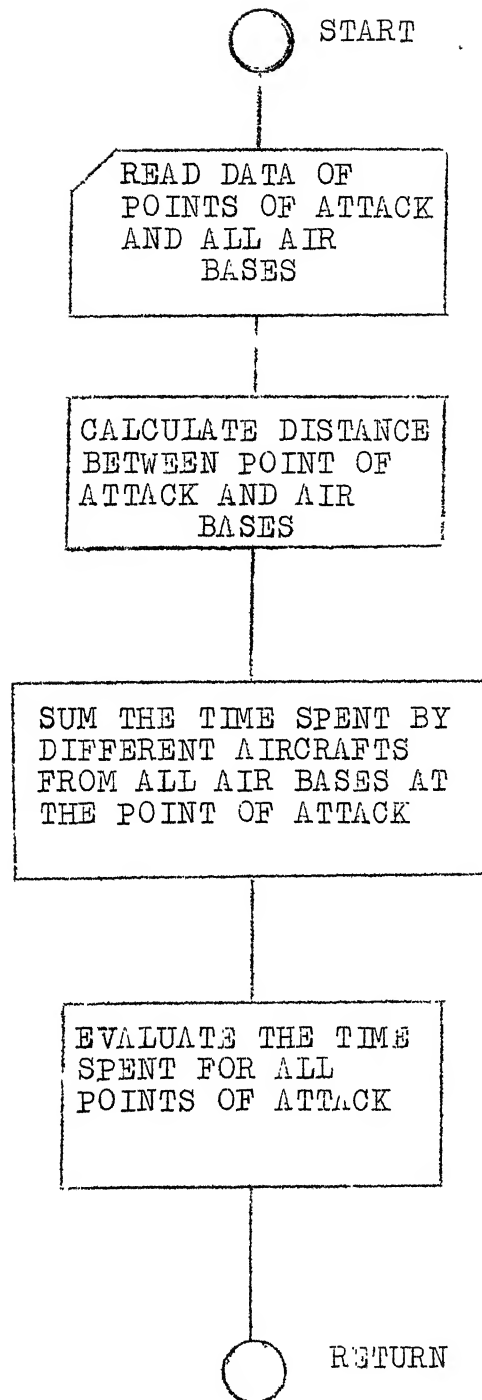 START
READ DATA OF
POINTS OF ATTACK
AND ALL AIR
BASES
CALCULATE DISTANCE
BETWEEN POINT OF
ATTACK AND AIR
BASES
SUM THE TIME SPENT BY
DIFFERENT AIRCRAFTS
FROM ALL AIR BASES AT
THE POINT OF ATTACK
EVALUATE THE TIME
SPENT FOR ALL
POINTS OF ATTACK
RETURN